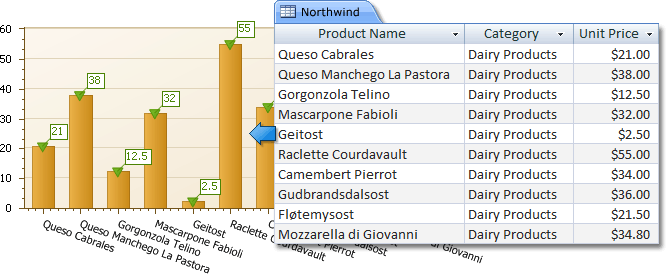 Northwind
Product Name Category Unit Price
Queso Cabrales Dairy Products $21.00
Queso Manchego La Pastora Dairy Products $38.00
Gorgonzola Telino Dairy Products $12.50
Mascarpone Fabioli Dairy Products $32.00
Geitost Dairy Products $2.50
Raclette Courdavault Dairy Products $55.00
Camembert Pierrot Dairy Products $34.00
Gudbrandsdalsost Dairy Products $36.00
Fløtemysost Dairy Products $21.50
Mozzarella di Giovanni Dairy Products $34.80
60
50
40
30
20
10
0
21
38
12.5
32
2.5
55
Queso Cabrales
Queso Manchego La Pastora
Gorgonzola Telino
Mascarpone Fabioli
Geitost
Raclette Courdavault
Pierrot
di Giovanni